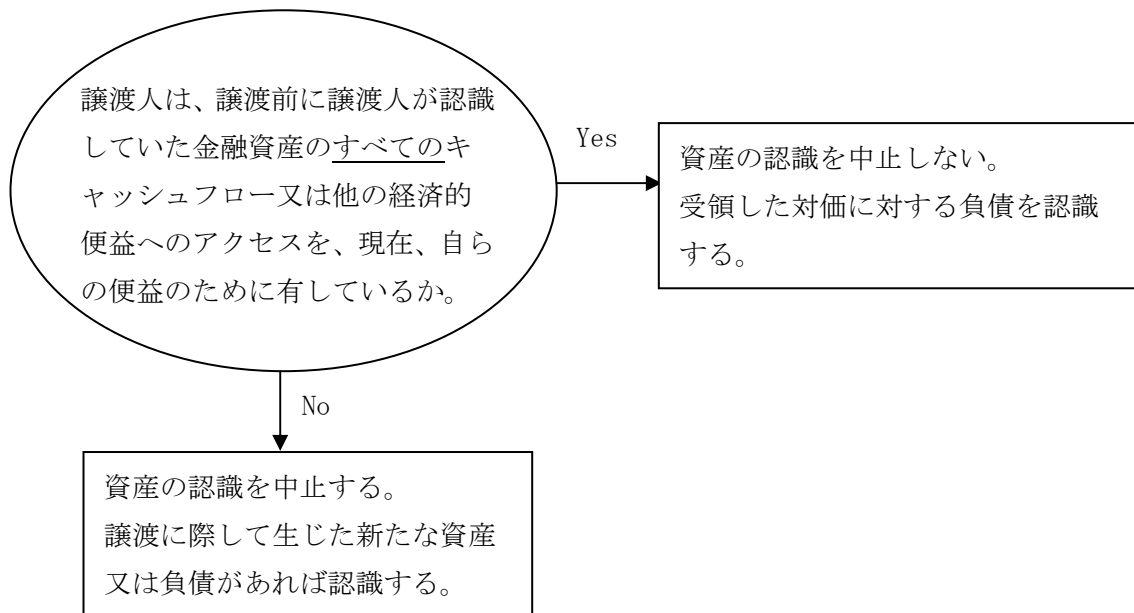 譲渡人は、譲渡前に譲渡人が認識
していた金融資産のすべてのキ
ャッシュフロー又は他の経済的
便益へのアクセスを、現在、自ら
の便益のために有しているか。
Yes
資産の認識を中止しない。
受領した対価に対する負債を認識
する。
No
資産の認識を中止する。
譲渡に際して生じた新たな資産
又は負債があれば認識する。